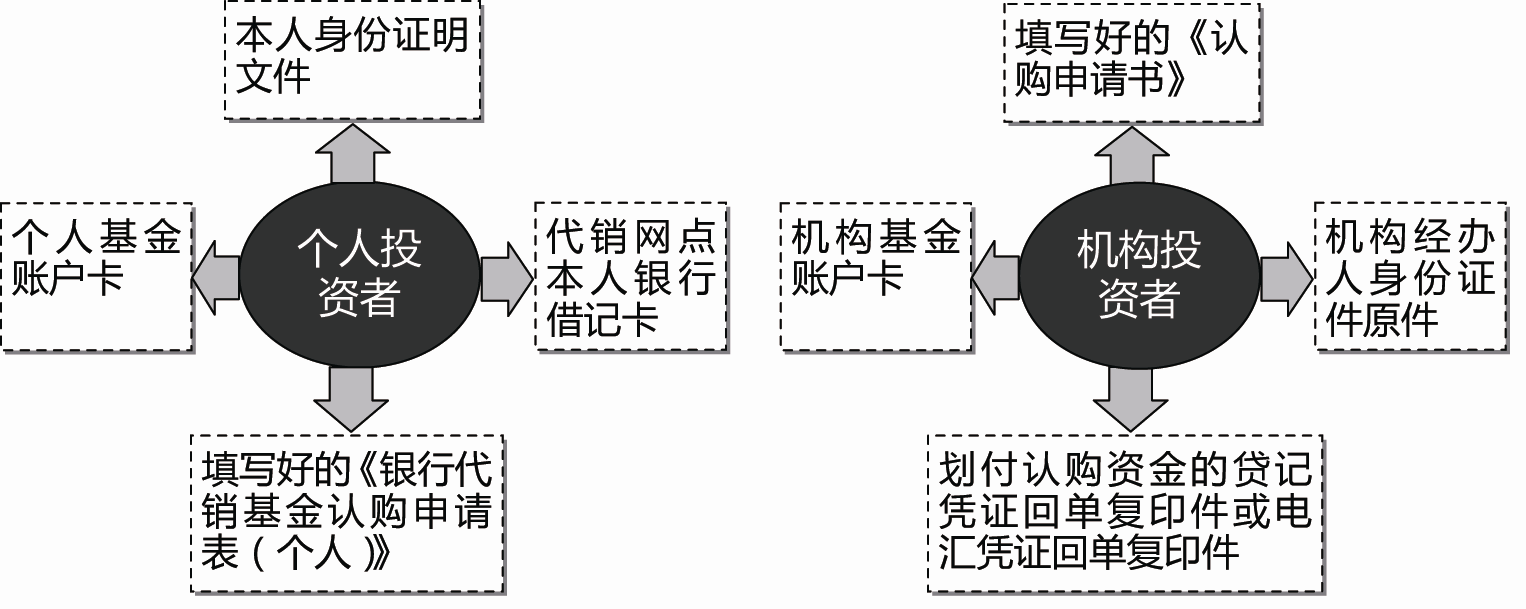 本人身份证明
文件
个人基金
账户卡
个人投
资者
代销网点
本人银行
借记卡
填写好的《银行代
销基金认购申请
表(个人)》
填写好的《认
购申请书》
机构基金
账户卡
机构投
资者
机构经办
人身份证
件原件
划付认购资金的贷记
凭证回单复印件或电
汇凭证回单复印件